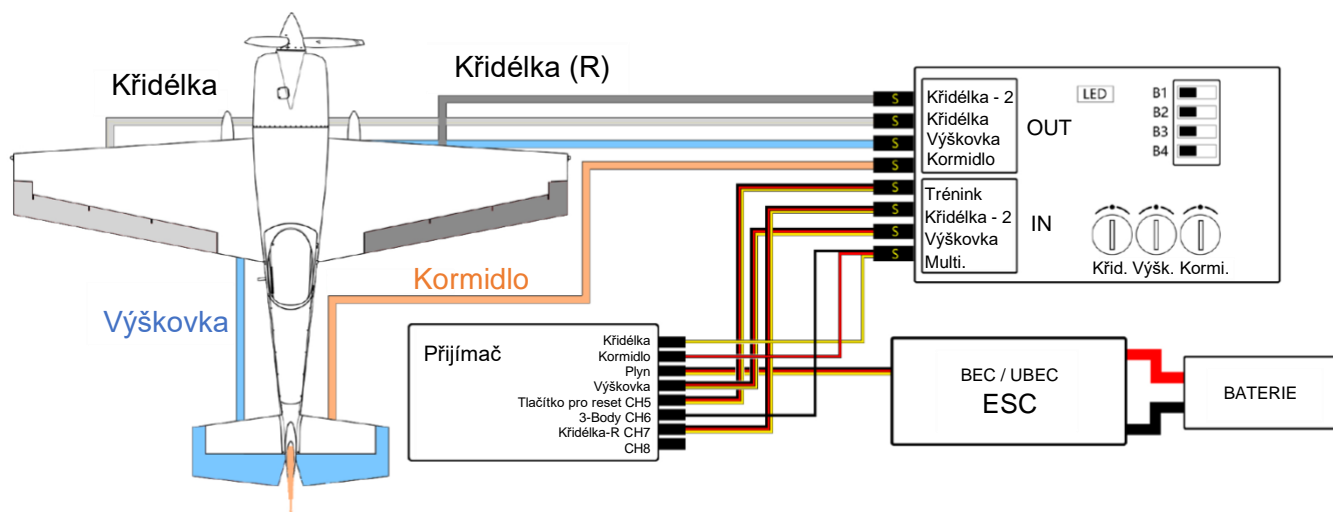 Křidélka
Křidélka (R)
Výškovka
Kormidlo
S
S
S
S
S
S
S
S
Křidélka - 2
Křidélka
Výškovka
Kormidlo
OUT
Trénink
Křidélka - 2
Výškovka
Multi.
IN
LED
B1
B2
B3
B4
Křid. Výšk. Kormi.
Přijímač
Křidélka
Kormidlo
Plyn
Výškovka
Tlačítko pro reset CH5
3-Body CH6
Křidélka-R CH7
CH8
BEC / UBEC
ESC
BATERIE